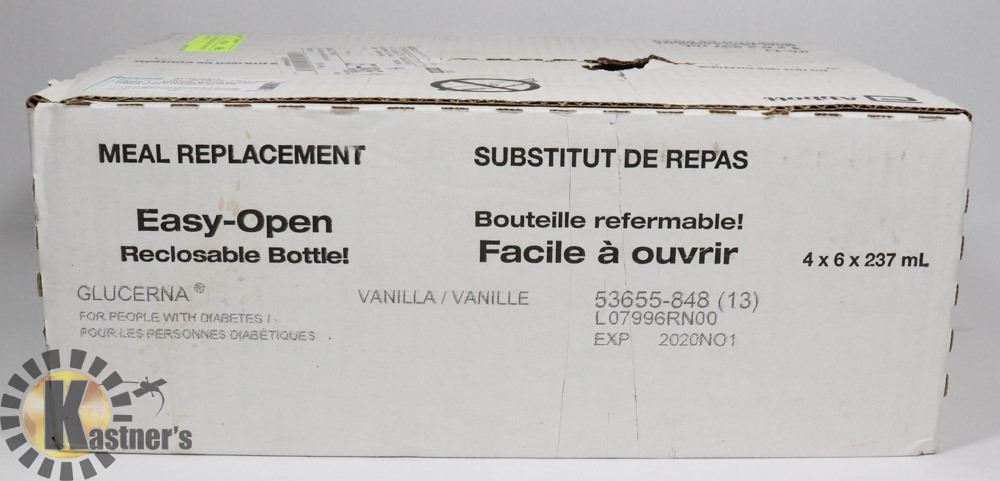 Abbott
MEAL REPLACEMENT
SUBSTITUT DE REPAS
Easy-Open
Reclosable Bottle!
Bouteille refermable!
Facile à ouvrir
4 x 6 x 237 mL
GLUCERNA®
VANILLA / VANILLE
53655-848 (13)
FOR PEOPLE WITH DIABETES /
L07996RN00
POUR LES PERSONNES DIABÉTIQUES
EXP 2020NO1
Kastner's